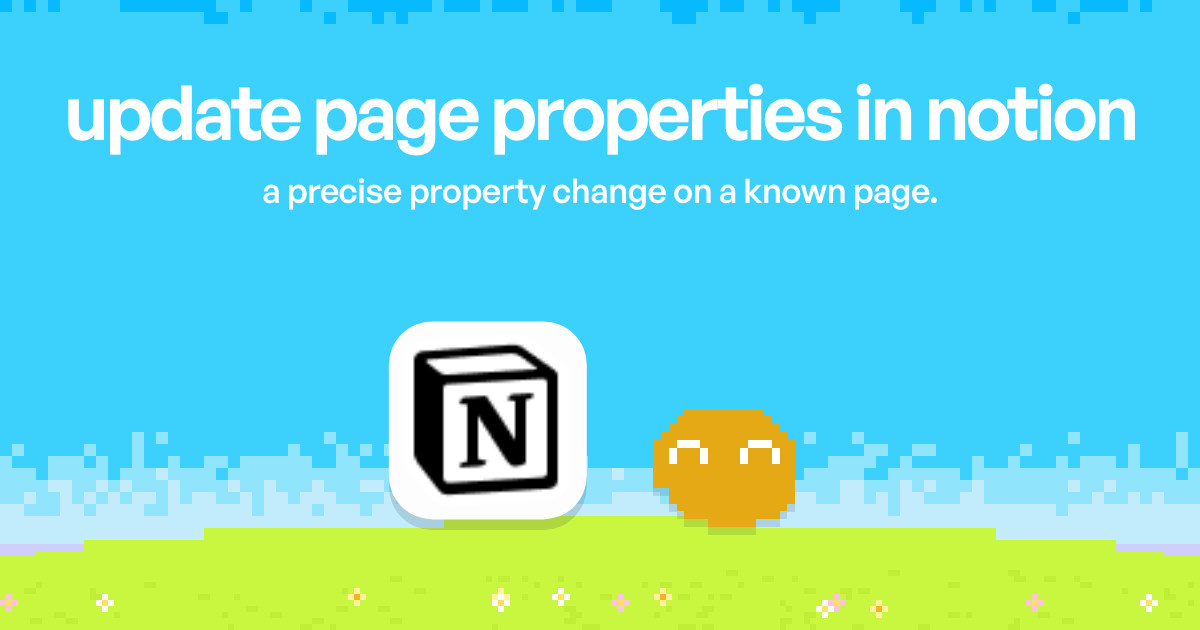 update page properties in notion
a precise property change on a known page.
N